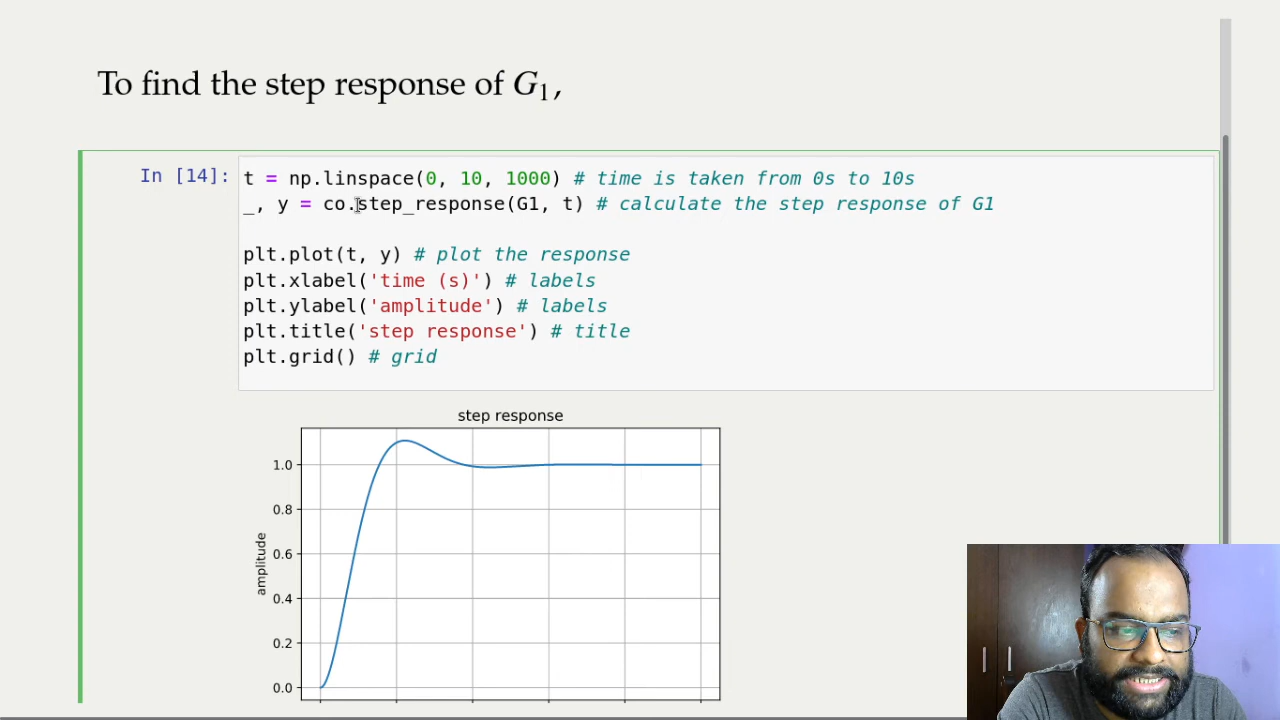 To find the step response of G1,
In [14]:
t = np.linspace(0, 10, 1000) # time is taken from 0s to 10s
_, y = co.step_response(G1, t) # calculate the step response of G1
plt.plot(t, y) # plot the response
plt.xlabel('time (s)') # labels
plt.ylabel('amplitude') # labels
plt.title('step response') # title
plt.grid() # grid
step response
1.0
0.8
0.6
0.4
0.2
0.0
amplitude